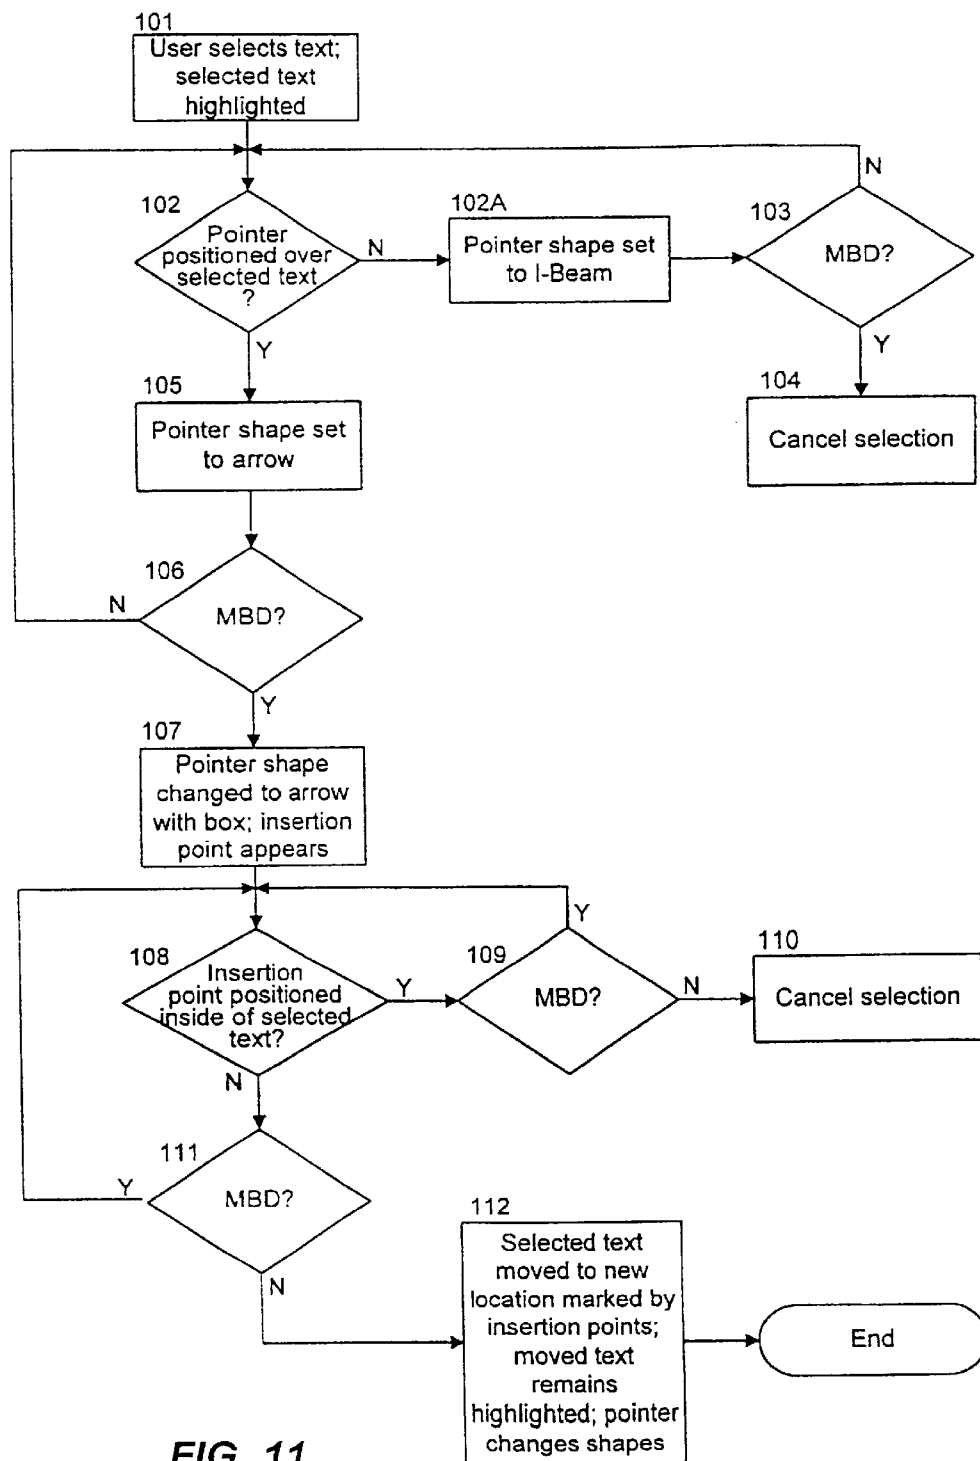 101
User selects text;
selected text
highlighted
N
102
Pointer
positioned over
selected text
?
N
102A
Pointer shape set
to I-Beam
103
MBD?
Y
Y
105
Pointer shape set
to arrow
104
Cancel selection
106
MBD?
N
Y
107
Pointer shape
changed to arrow
with box; insertion
point appears
Y
108
Insertion
point positioned
inside of selected
text?
Y
109
MBD?
N
110
Cancel selection
N
111
MBD?
Y
N
112
Selected text
moved to new
location marked by
insertion points;
moved text
remains
highlighted; pointer
changes shapes
End
FIG. 11